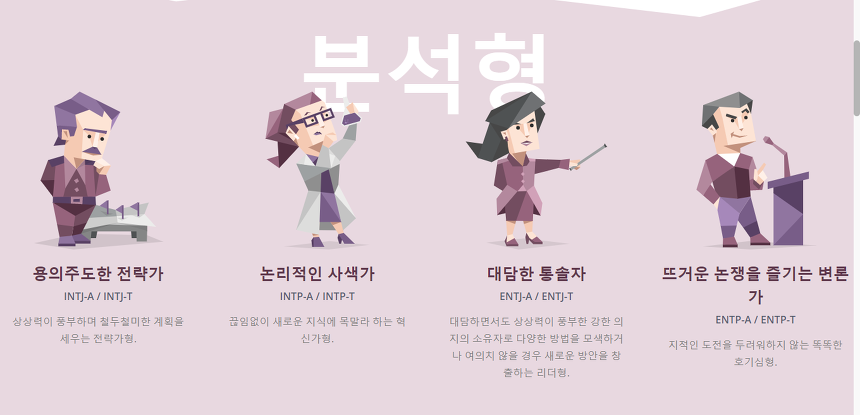 분석형
용의주도한 전략가
INTJ-A / INTJ-T
상상력이 풍부하며 철두철미한 계획을
세우는 전략가형.
논리적인 사색가
INTP-A / INTP-T
끊임없이 새로운 지식에 목말라 하는 혁
신가형.
대담한 통솔자
ENTJ-A / ENTJ-T
대담하면서도 상상력이 풍부한 강한 의
지의 소유자로 다양한 방법을 모색하거
나 여의치 않을 경우 새로운 방안을 창
출하는 리더형.
뜨거운 논쟁을 즐기는 변론
가
ENTP-A / ENTP-T
지적인 도전을 두려워하지 않는 똑똑한
호기심형.